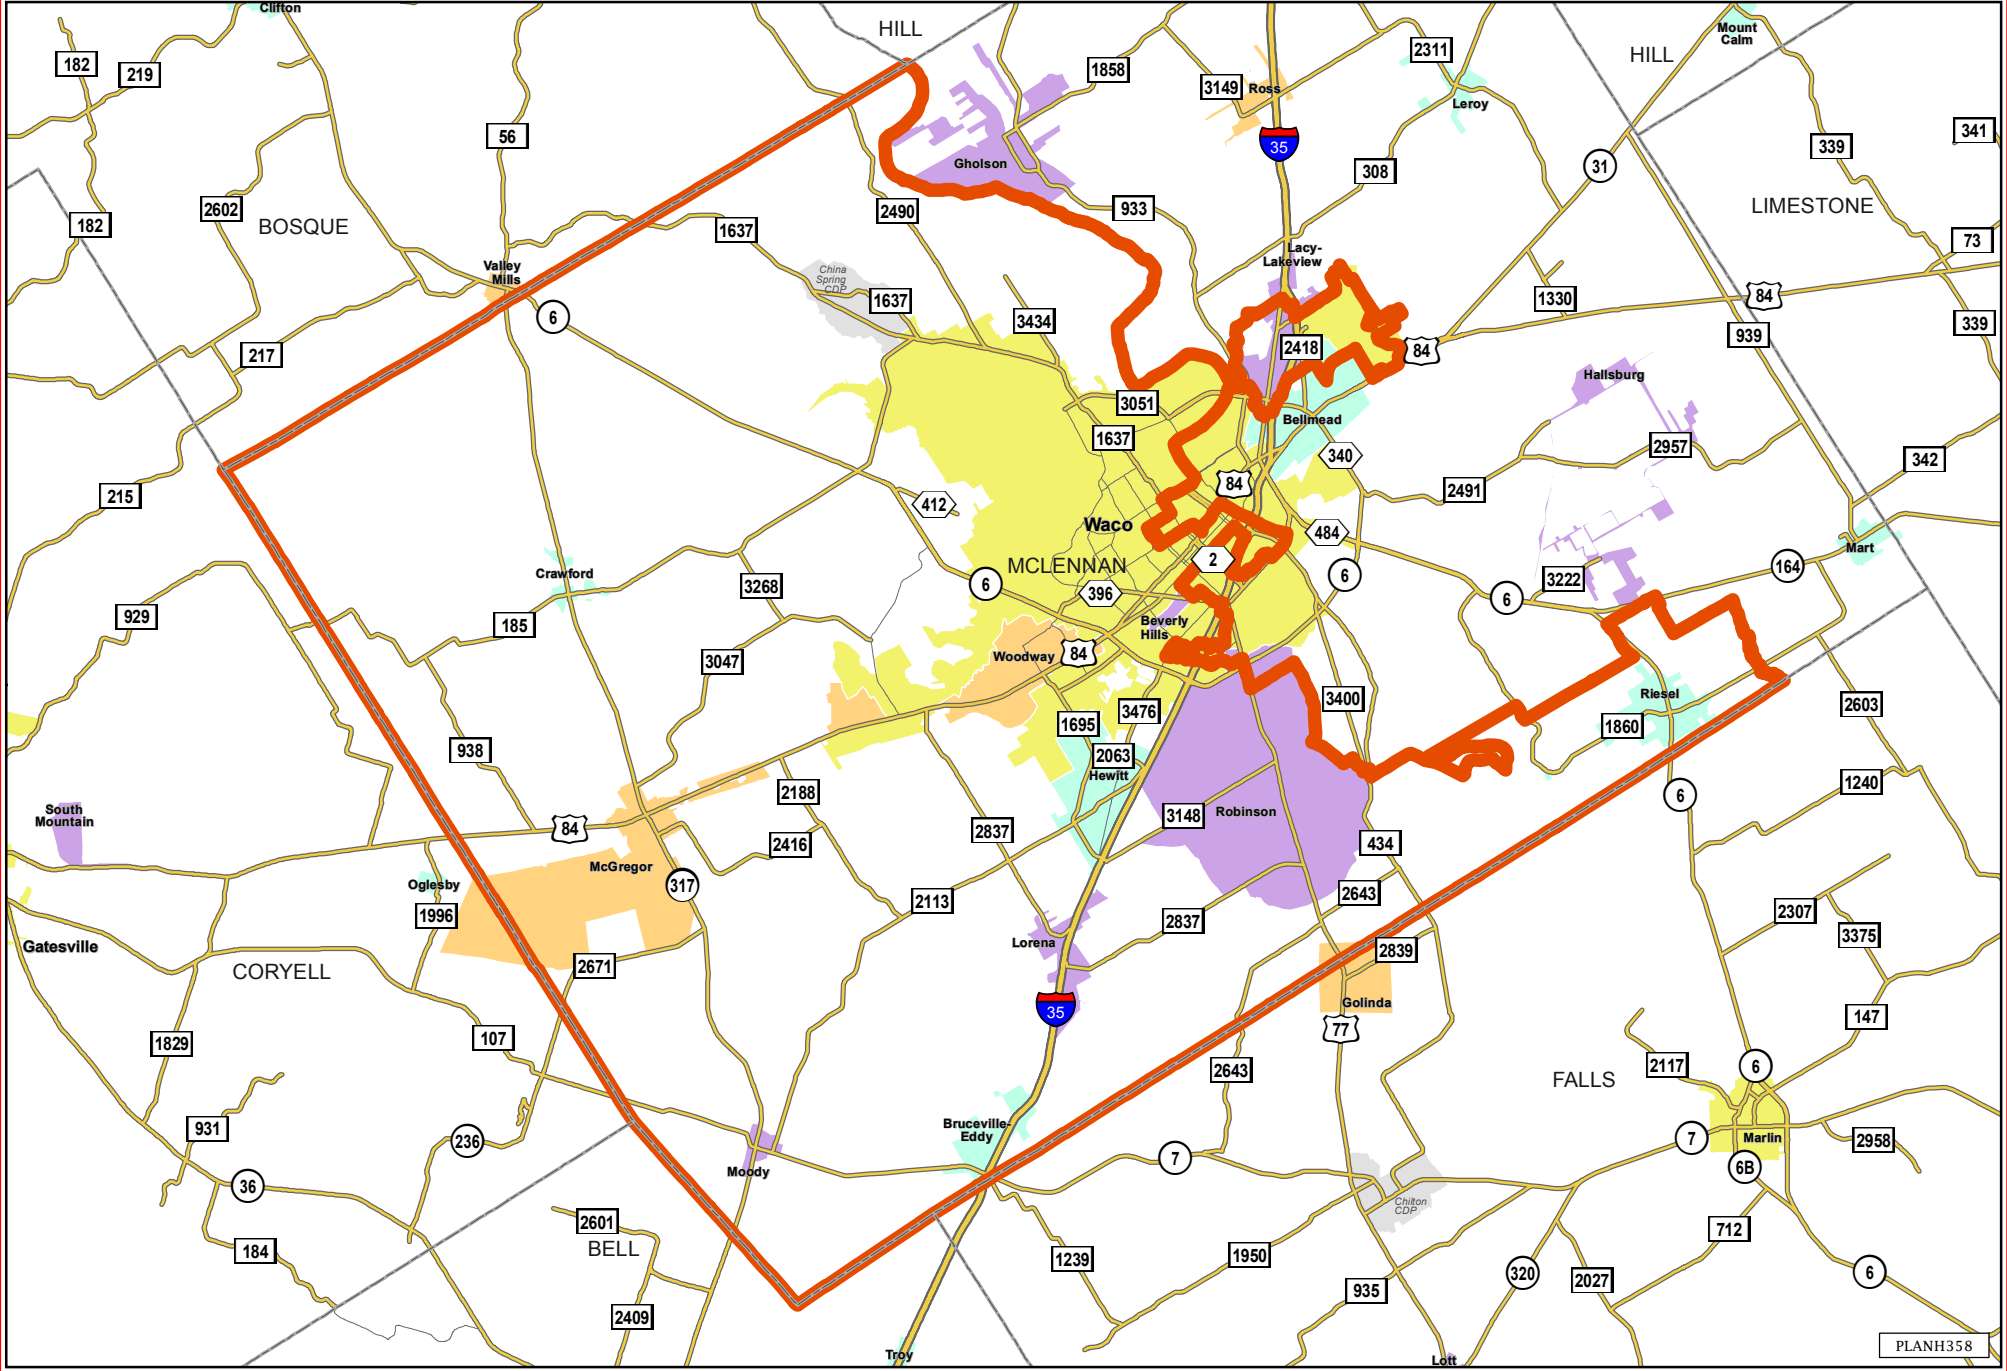 Clifton
HILL
Mount
Calm
HILL
182
219
1858
2311
3149
Ross
Leroy
56
35
341
339
Gholson
31
308
2602
182
BOSQUE
2490
933
LIMESTONE
1637
73
Valley
Mills
China
Spring
CDP
Lacy-
Lakeview
6
1637
3434
1330
84
339
217
2418
84
939
Hallsburg
3051
Bellmead
1637
340
2957
342
215
412
84
2491
Waco
484
Mart
MCLENNAN
2
164
Crawford
6
396
6
3222
6
3268
929
185
Beverly
Hills
84
Woodway
3047
Riesel
3400
1695
3476
1860
2603
938
2063
Hewitt
6
1240
2188
South
Mountain
84
3148
Robinson
2837
2416
434
McGregor
Oglesby
317
2643
1996
2113
2837
2307
3375
Gatesville
Lorena
2839
CORYELL
2671
Golinda
35
77
147
107
1829
2643
2117
6
FALLS
931
Bruceville-
Eddy
236
7
Marlin
2958
7
6B
Moody
36
Chilton
CDP
2601
712
BELL
184
1239
1950
320
2027
6
935
2409
PLANH358
Troy
Lott